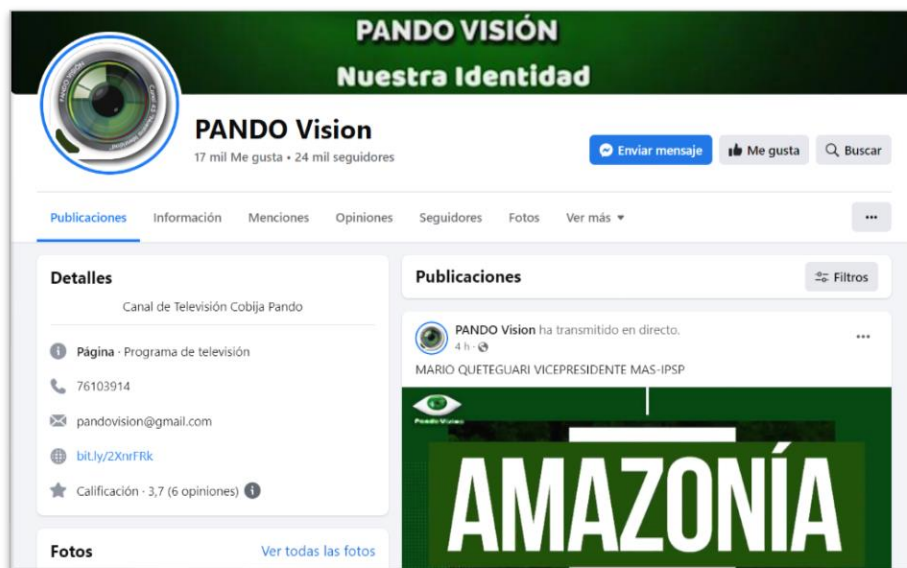 PANDO VISIÓN
Nuestra Identidad
PANDO VISIÓN
PANDO Vision
17 mil Me gusta • 24 mil seguidores
Enviar mensaje
Me gusta
Buscar
Publicaciones
Información
Menciones
Opiniones
Seguidores
Fotos
Ver más
Detalles
Canal de Televisión Cobija Pando
Página · Programa de televisión
76103914
pandovision@gmail.com
bit.ly/2XnrFRk
Calificación · 3,7 (6 opiniones)
Fotos
Ver todas las fotos
Publicaciones
Filtros
PANDO Vision ha transmitido en directo.
4 h ·
MARIO QUETEGUARI VICEPRESIDENTE MAS-IPSP
Pando Vision
AMAZONÍA